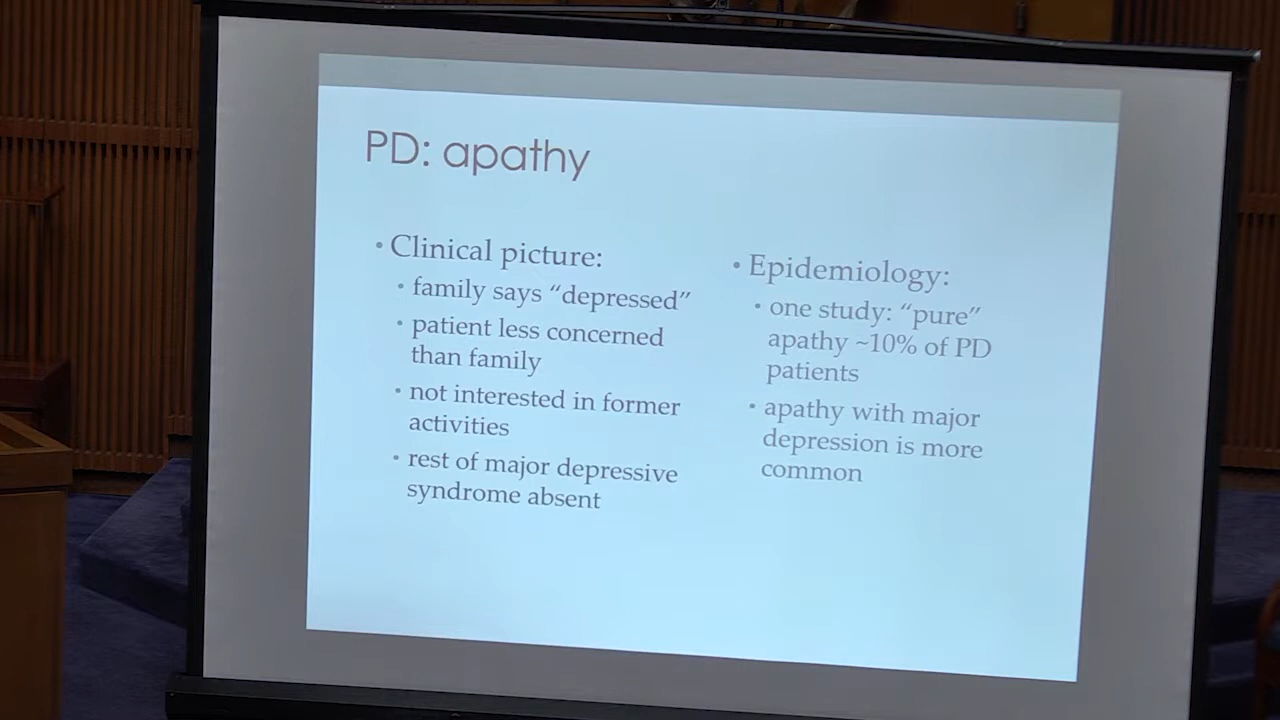 PD: apathy
• Clinical picture:
• family says “depressed”
• patient less concerned
than family
• not interested in former
activities
• rest of major depressive
syndrome absent
• Epidemiology:
• one study: “pure”
apathy ~10% of PD
patients
• apathy with major
depression is more
common